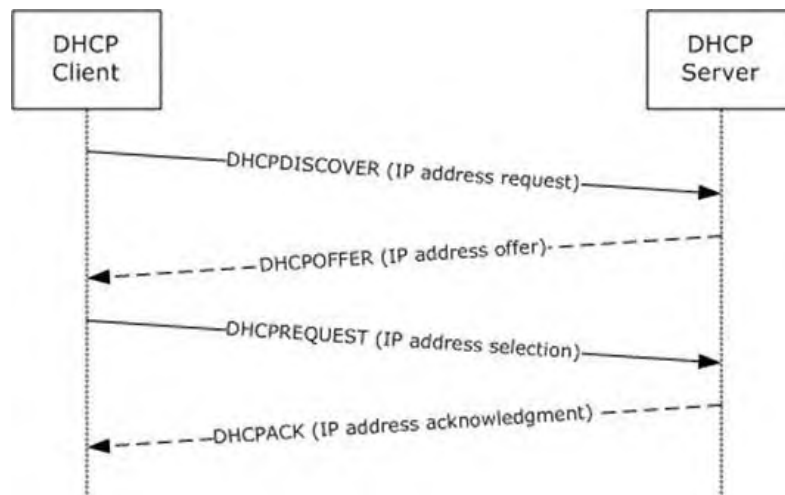 DHCP
Client
DHCP
Server
DHCPDISCOVER (IP address request)
DHCPOFFER (IP address offer)
DHCPREQUEST (IP address selection)
DHCPACK (IP address acknowledgment)